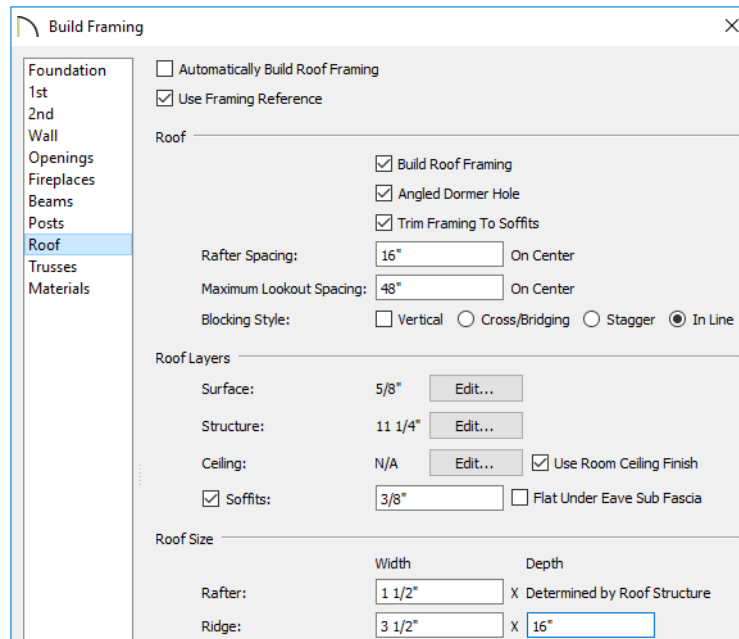 Build Framing
Foundation
1st
2nd
Wall
Openings
Fireplaces
Beams
Posts
Roof
Trusses
Materials
Automatically Build Roof Framing
Use Framing Reference
Roof
Build Roof Framing
Angled Dormer Hole
Trim Framing To Soffits
Rafter Spacing: 16" On Center
Maximum Lookout Spacing: 48" On Center
Blocking Style: Vertical Cross/Bridging Stagger In Line
Roof Layers
Surface: 5/8" Edit...
Structure: 11 1/4" Edit...
Ceiling: N/A Edit... Use Room Ceiling Finish
Soffits: 3/8" Flat Under Eave Sub Fascia
Roof Size
Width Depth
Rafter: 1 1/2" X Determined by Roof Structure
Ridge: 3 1/2" X 16"